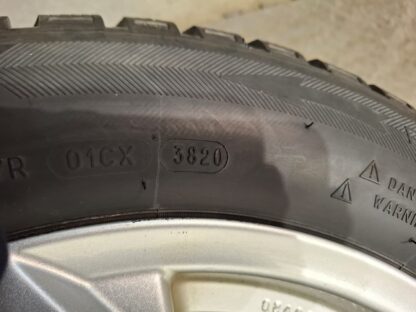 01CX 3820
⚠ DAN
⚠ WARNI